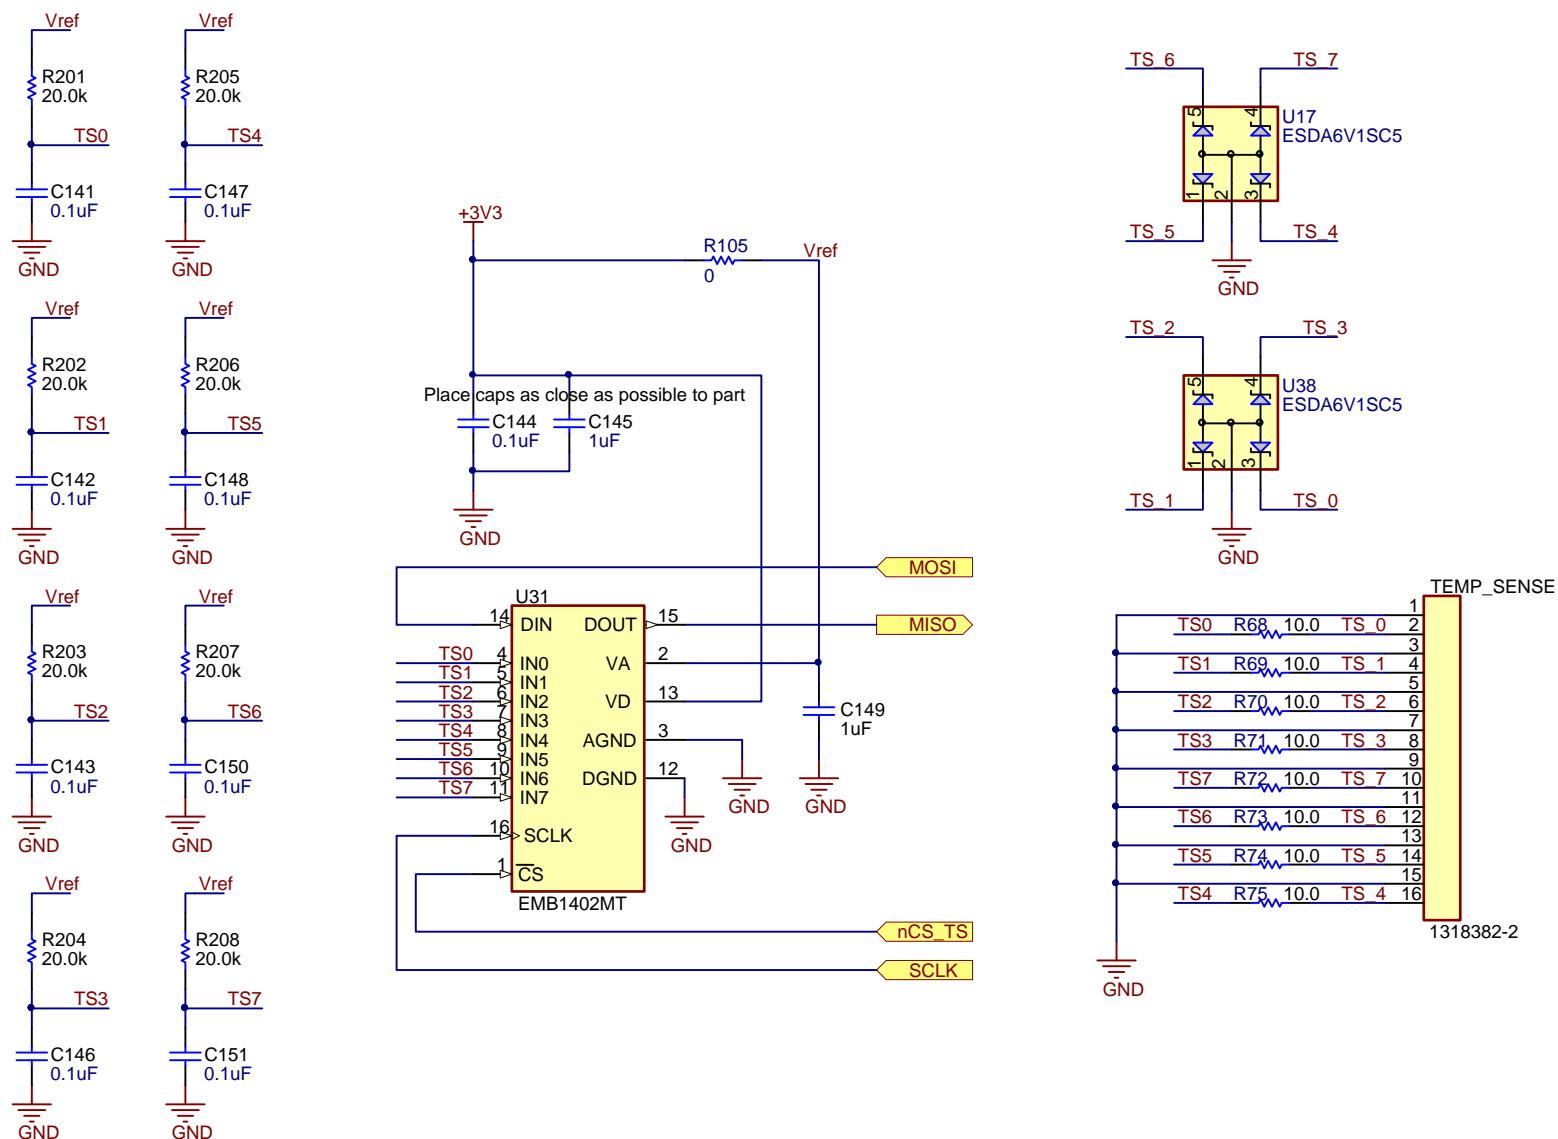 Vref
R201
20.0k
TS0
C141
0.1uF
GND
Vref
R205
20.0k
TS4
C147
0.1uF
GND
Vref
R202
20.0k
TS1
C142
0.1uF
GND
Vref
R206
20.0k
TS5
C148
0.1uF
GND
Vref
R203
20.0k
TS2
C143
0.1uF
GND
Vref
R207
20.0k
TS6
C150
0.1uF
GND
Vref
R204
20.0k
TS3
C146
0.1uF
GND
Vref
R208
20.0k
TS7
C151
0.1uF
GND
+3V3
R105
0
Vref
Place caps as close as possible to part
C144
0.1uF
C145
1uF
GND
MOSI
MISO
U31
14 DIN
DOUT 15
TS0 4 IN0
TS1 5 IN1
TS2 6 IN2
TS3 7 IN3
TS4 8 IN4
TS5 9 IN5
TS6 10 IN6
TS7 11 IN7
16 SCLK
1 CS
VA 2
VD 13
AGND 3
DGND 12
EMB1402MT
GND
GND
C149
1uF
GND
nCS_TS
SCLK
TS_6
TS_7
5
4
U17
ESDA6V1SC5
1
2
3
TS_5
TS_4
GND
TS_2
TS_3
5
4
U38
ESDA6V1SC5
1
2
3
TS_1
TS_0
GND
TEMP_SENSE
1
TS0 R68 10.0 TS_0 2
3
TS1 R69 10.0 TS_1 4
5
TS2 R70 10.0 TS_2 6
7
TS3 R71 10.0 TS_3 8
9
TS7 R72 10.0 TS_7 10
11
TS6 R73 10.0 TS_6 12
13
TS5 R74 10.0 TS_5 14
15
TS4 R75 10.0 TS_4 16
1318382-2
GND